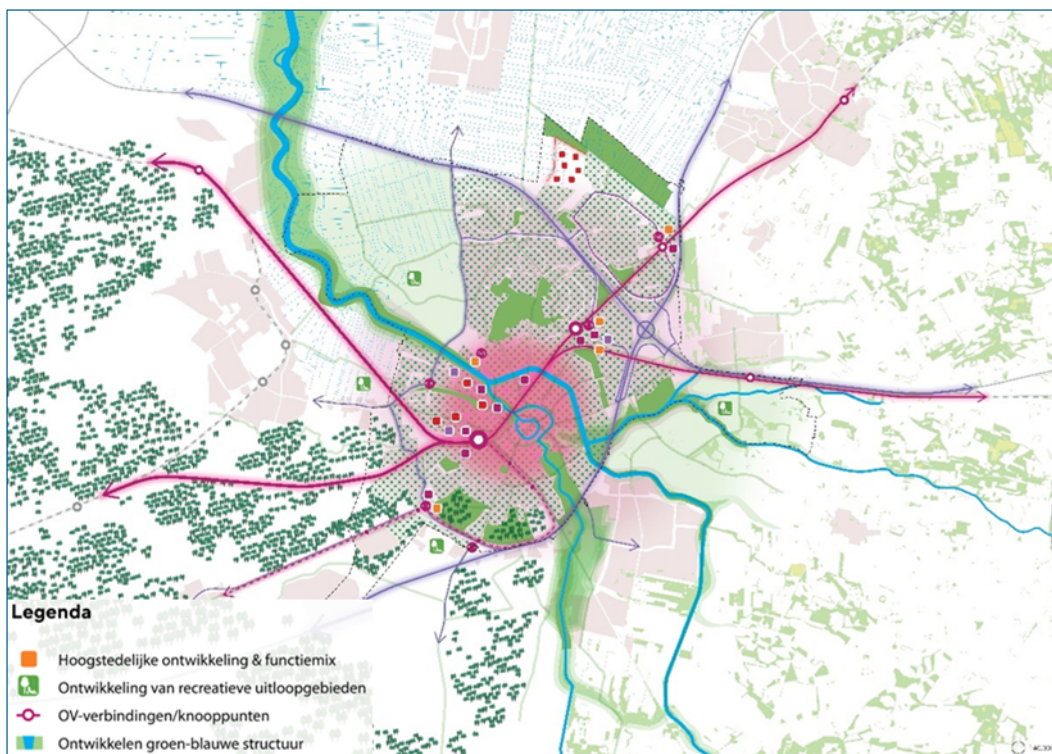 Legenda
Hoogstedelijke ontwikkeling & functiemix
Ontwikkeling van recreatieve uitloopgebieden
OV-verbindingen/knooppunten
Ontwikkelen groen-blauwe structuur